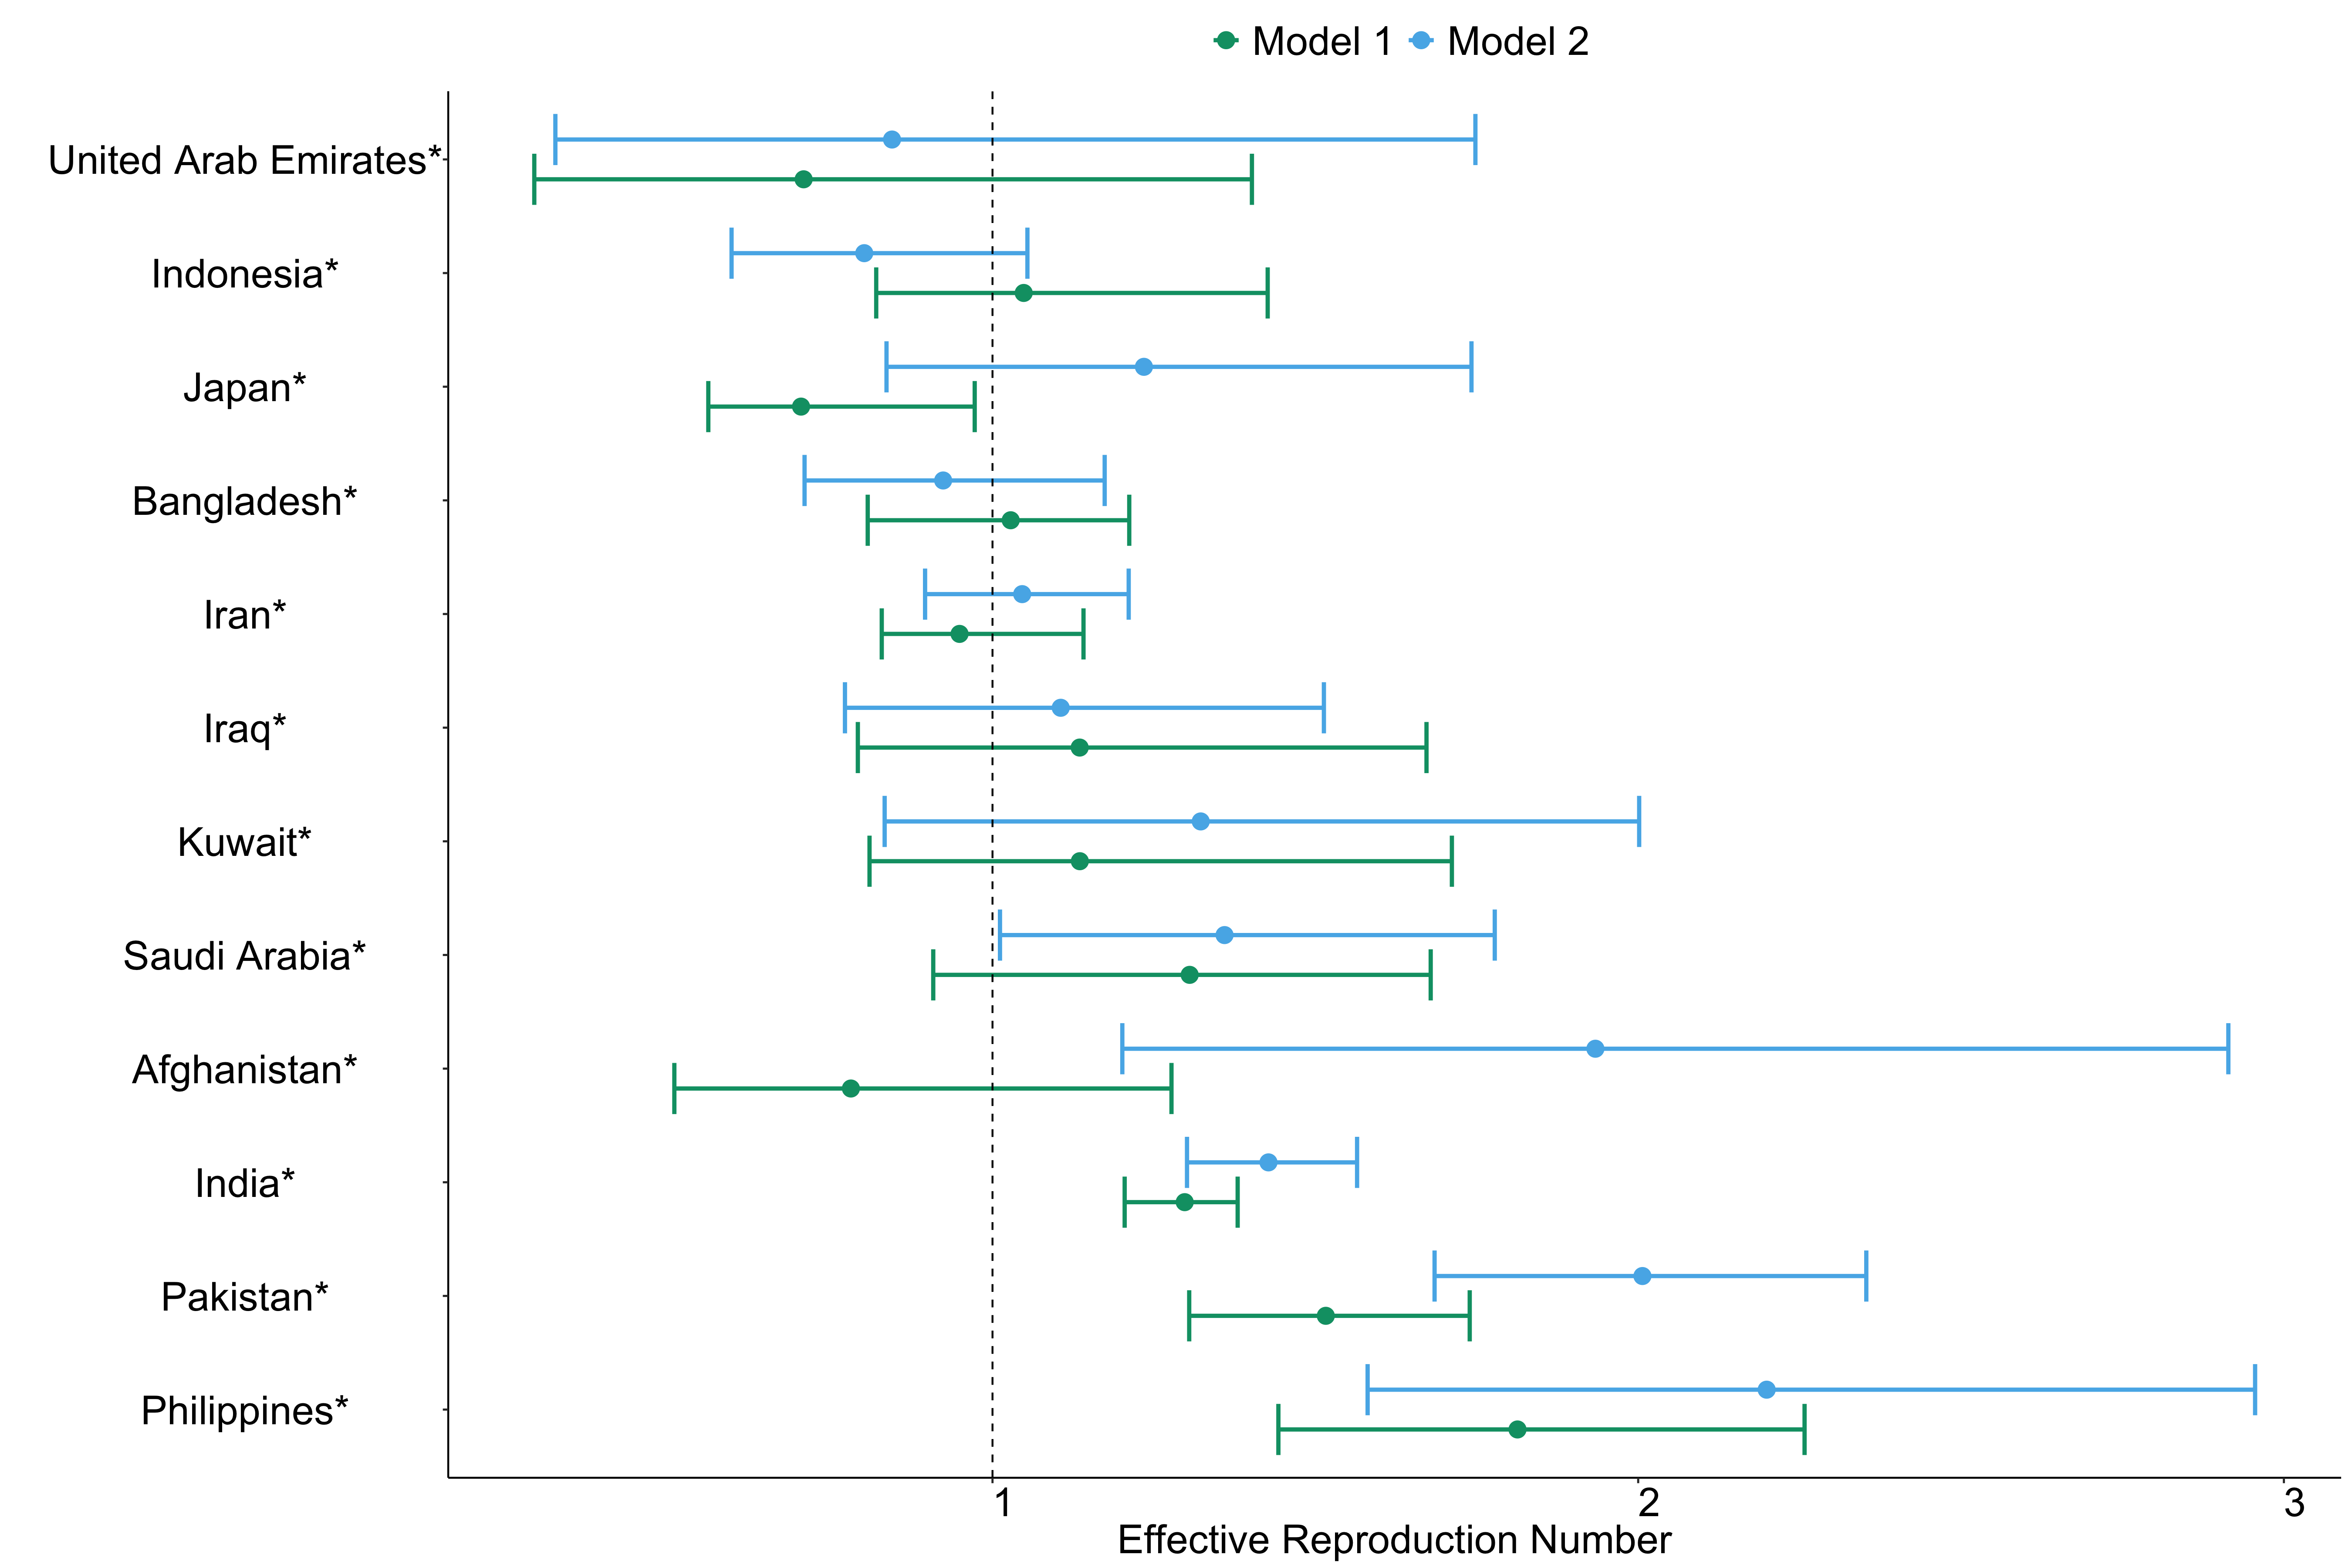 Model 1 Model 2
United Arab Emirates*
Indonesia*
Japan*
Bangladesh*
Iran*
Iraq*
Kuwait*
Saudi Arabia*
Afghanistan*
India*
Pakistan*
Philippines*
1 2 3
Effective Reproduction Number